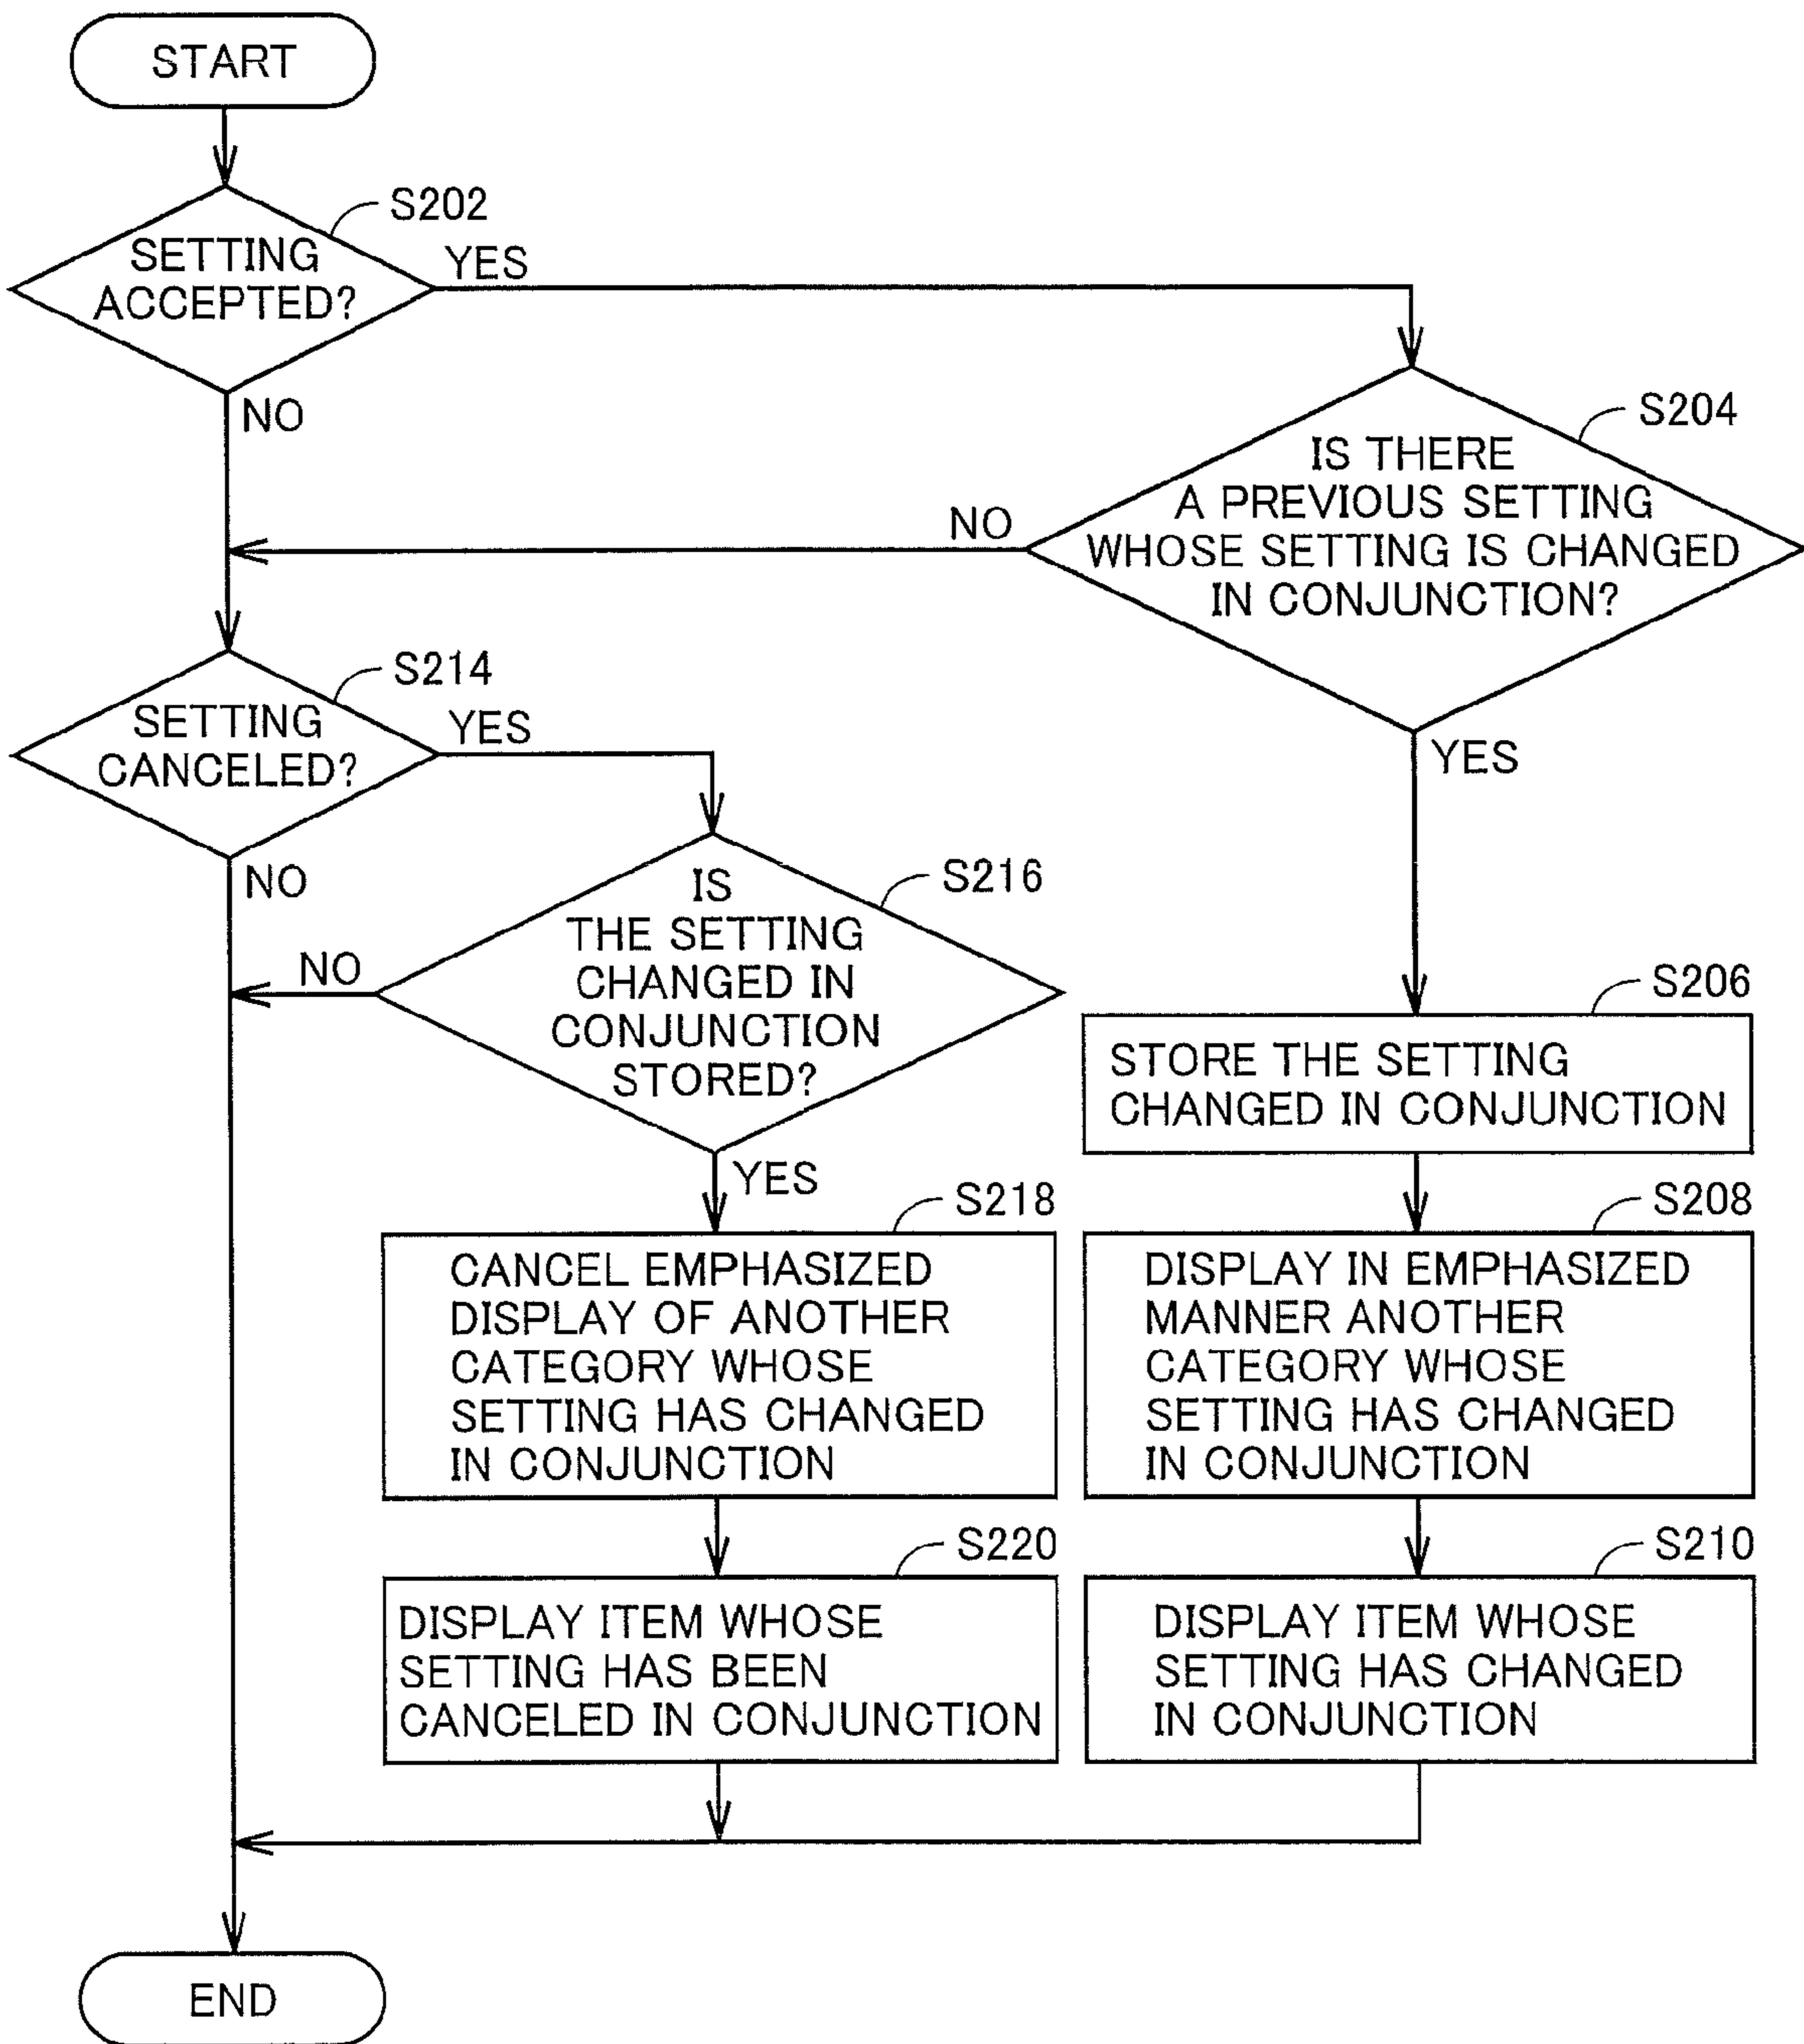 START
S202
SETTING
ACCEPTED?
YES
NO
S204
IS THERE
A PREVIOUS SETTING
WHOSE SETTING IS CHANGED
IN CONJUNCTION?
NO
YES
S214
SETTING
CANCELED?
YES
NO
S216
IS
THE SETTING
CHANGED IN
CONJUNCTION
STORED?
NO
YES
S206
STORE THE SETTING
CHANGED IN CONJUNCTION
S218
CANCEL EMPHASIZED
DISPLAY OF ANOTHER
CATEGORY WHOSE
SETTING HAS CHANGED
IN CONJUNCTION
S208
DISPLAY IN EMPHASIZED
MANNER ANOTHER
CATEGORY WHOSE
SETTING HAS CHANGED
IN CONJUNCTION
S220
DISPLAY ITEM WHOSE
SETTING HAS BEEN
CANCELED IN CONJUNCTION
S210
DISPLAY ITEM WHOSE
SETTING HAS CHANGED
IN CONJUNCTION
END